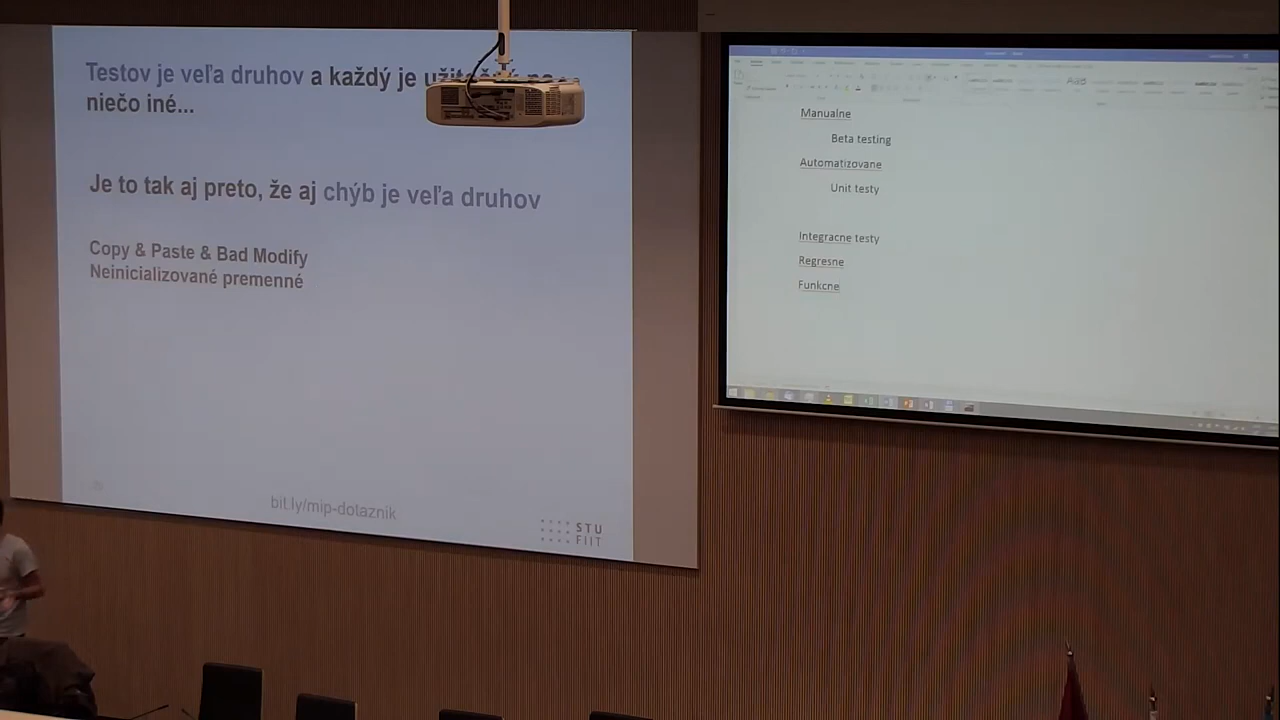 Testov je veľa druhov a každý je
niečo iné...
Je to tak aj preto, že aj chýb je veľa druhov
Copy & Paste & Bad Modify
Neinicializované premenné
bit.ly/mip-dotaznik
STU
FIIT
Manualne
Beta testing
Automatizovane
Unit testy
Integracne testy
Regresne
Funkcne